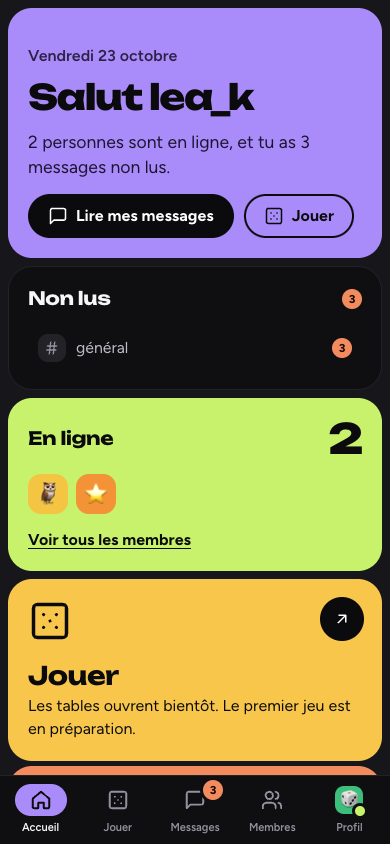 Vendredi 23 octobre
Salut lea_k
2 personnes sont en ligne, et tu as 3
messages non lus.
Lire mes messages
Jouer
Non lus
3
# général
3
En ligne
2
Voir tous les membres
Jouer
Les tables ouvrent bientôt. Le premier jeu est
en préparation.
3
Accueil
Jouer
Messages
Membres
Profil